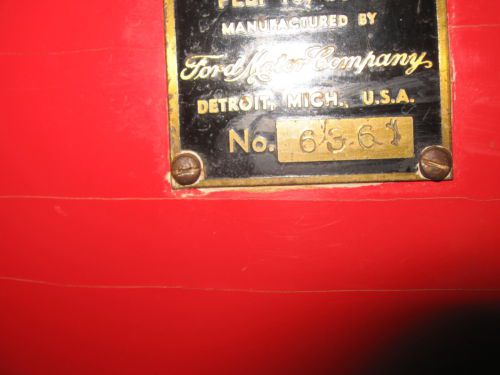 MANUFACTURED BY
Ford Motor Company
DETROIT, MICH., U.S.A.
No. 6361